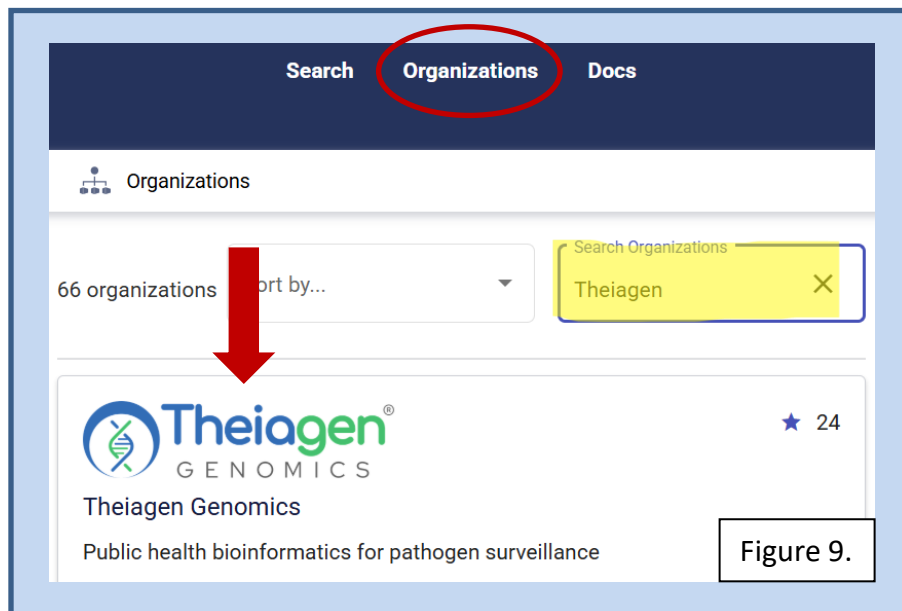 Search Organizations Docs
Organizations
66 organizations
ort by...
Search Organizations
Theiagen
Theiagen®
GENOMICS
24
Theiagen Genomics
Public health bioinformatics for pathogen surveillance
Figure 9.